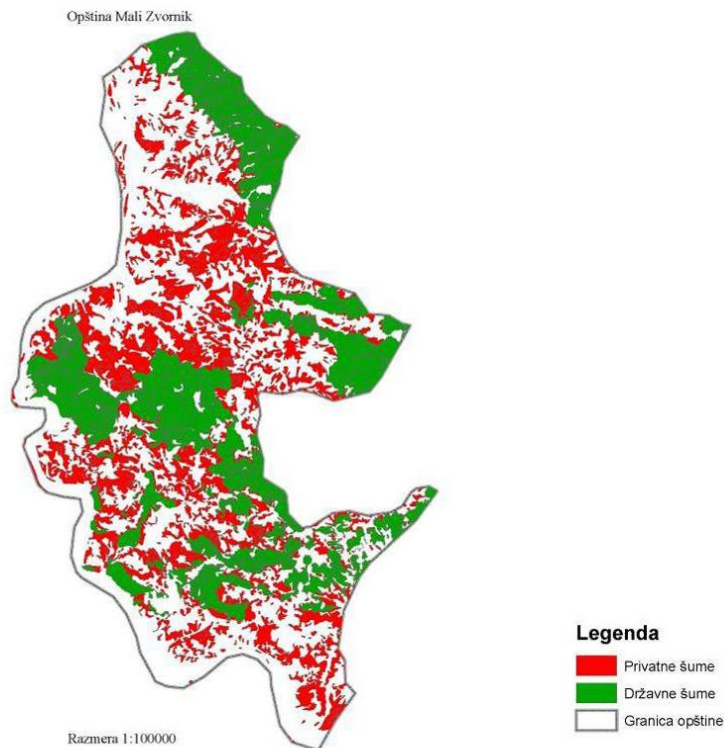 Opština Mali Zvornik
Legenda
Privatne šume
Državne šume
Granica opštine
Razmera 1:100000